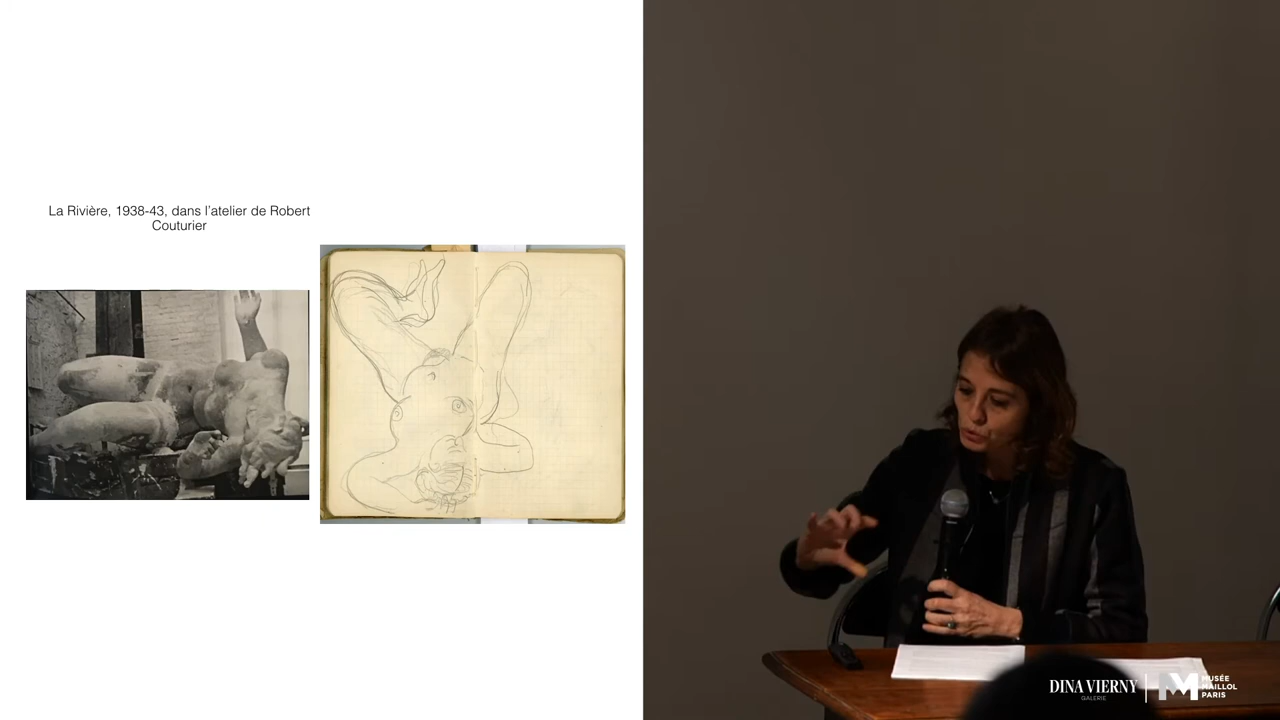 La Rivière, 1938-43, dans l'atelier de Robert
Couturier
DINA VIERNY
GALERIE
MUSÉE
MAILLOL
PARIS